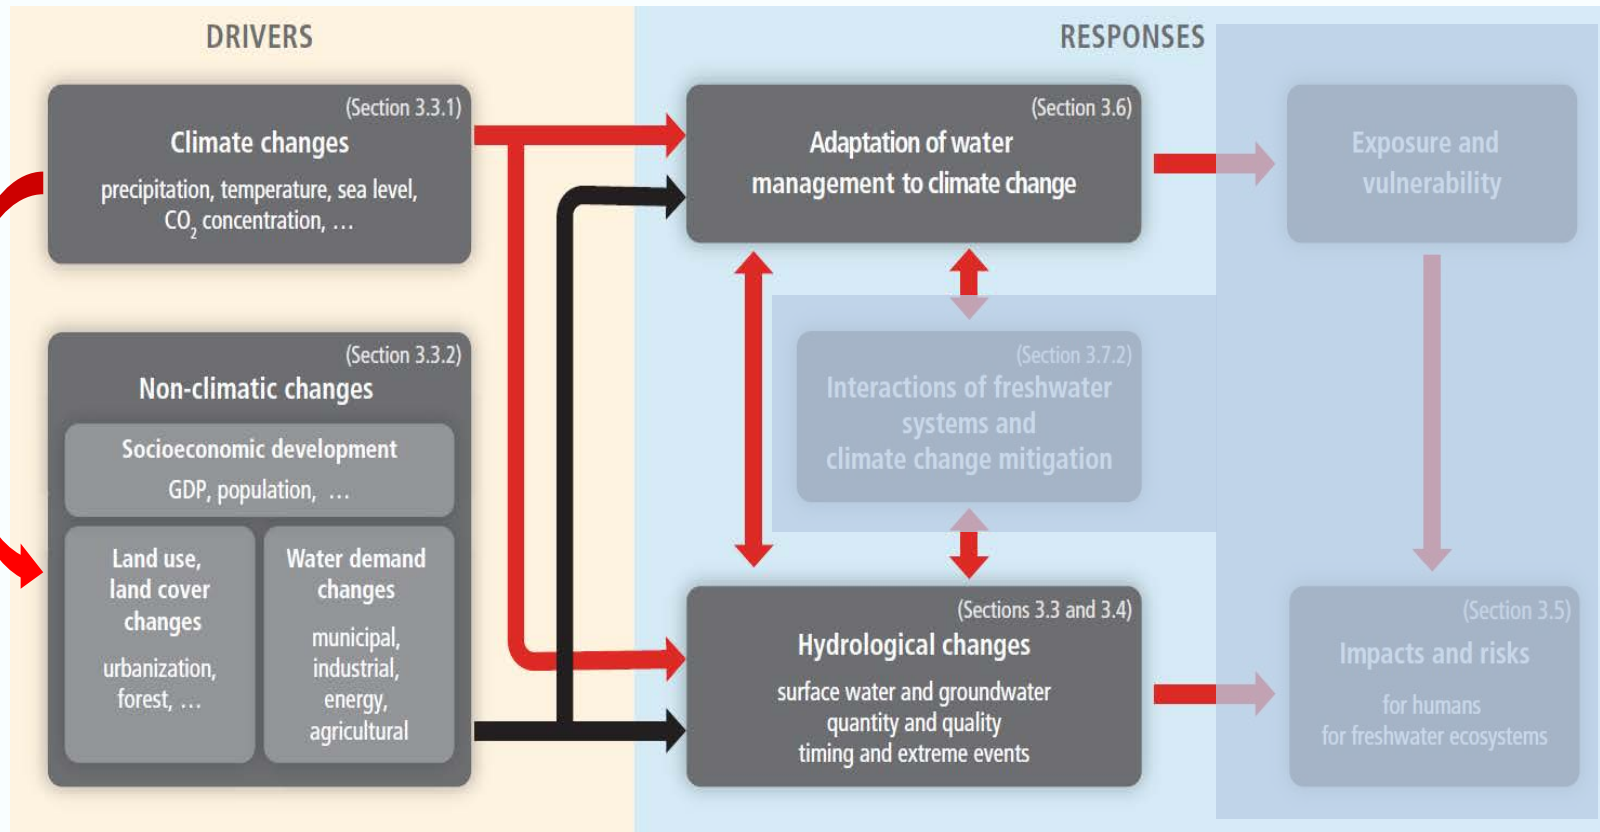 DRIVERS
RESPONSES
(Section 3.3.1)
Climate changes
precipitation, temperature, sea level,
CO2 concentration, …
(Section 3.3.2)
Non-climatic changes
Socioeconomic development
GDP, population, …
Land use,
land cover
changes
urbanization,
forest, …
Water demand
changes
municipal,
industrial,
energy,
agricultural
(Section 3.6)
Adaptation of water
management to climate change
Exposure and
vulnerability
(Section 3.7.2)
Interactions of freshwater
systems and
climate change mitigation
(Sections 3.3 and 3.4)
Hydrological changes
surface water and groundwater
quantity and quality
timing and extreme events
(Section 3.5)
Impacts and risks
for humans
for freshwater ecosystems